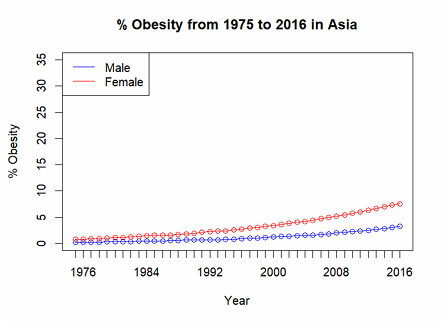 % Obesity from 1975 to 2016 in Asia
Male
Female
% Obesity
35
30
25
20
15
10
5
0
1976 1984 1992 2000 2008 2016
Year